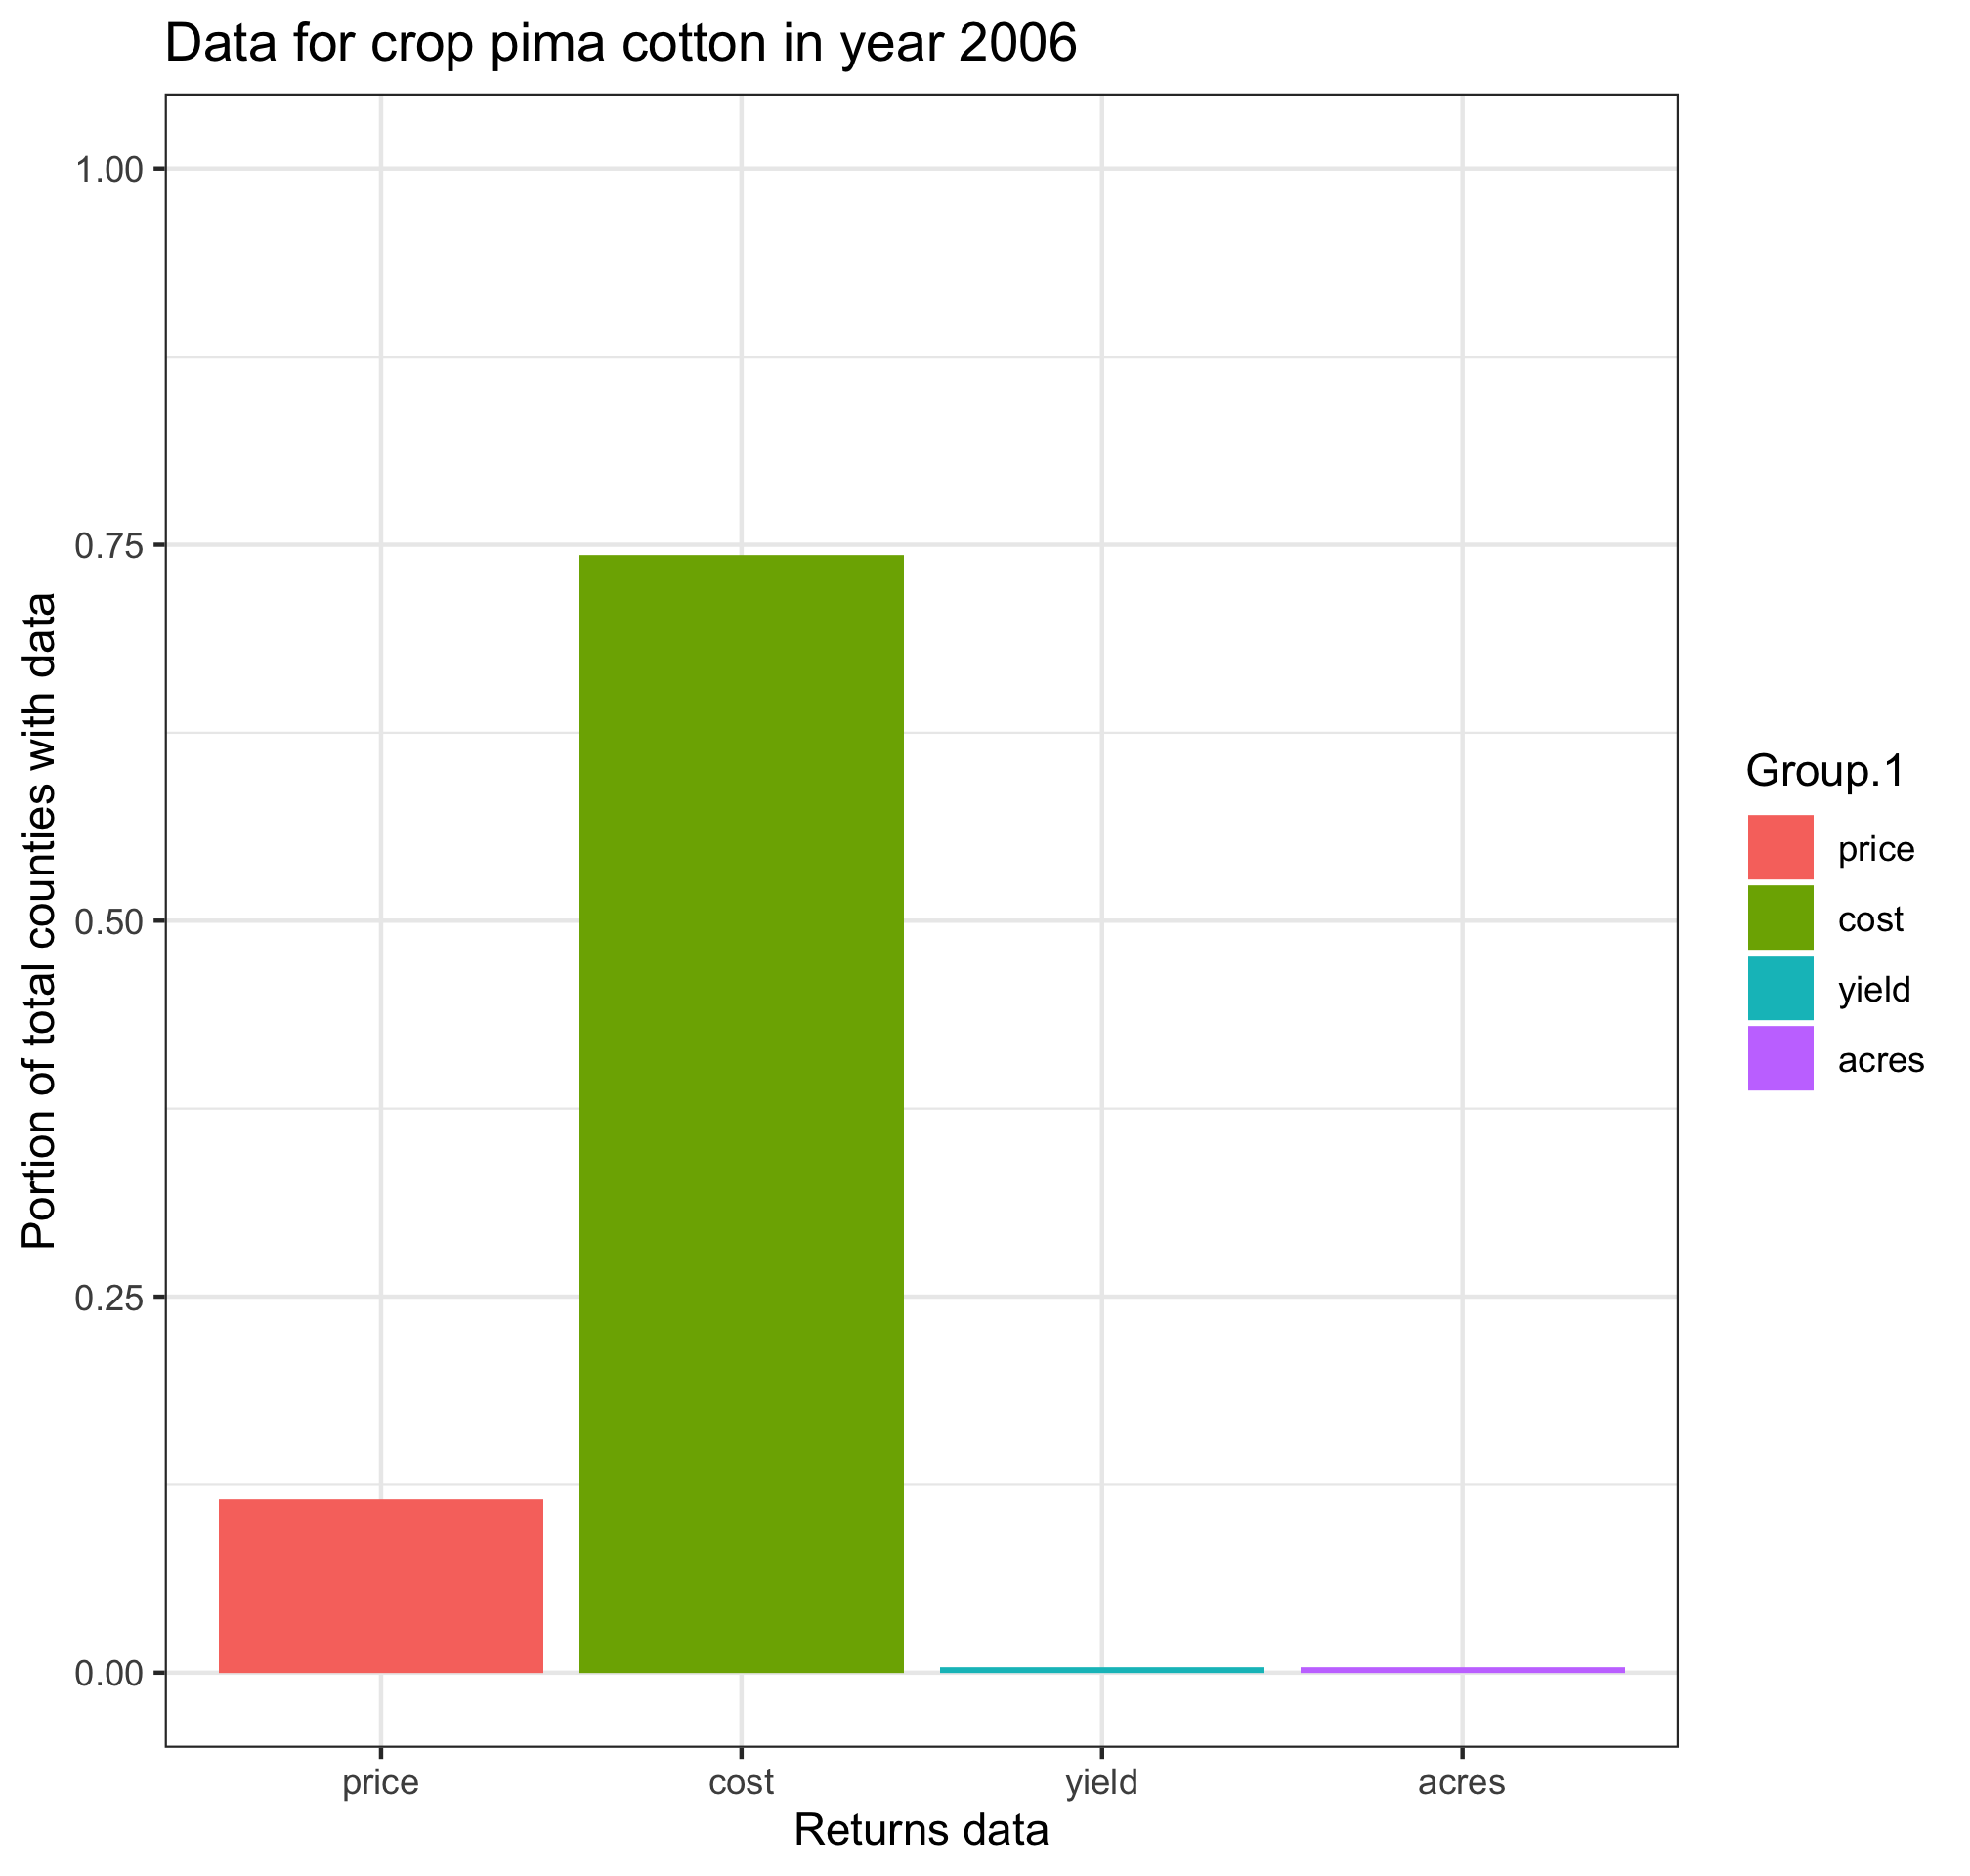 Data for crop pima cotton in year 2006
Portion of total counties with data
1.00
0.75
0.50
0.25
0.00
price
cost
yield
acres
Returns data
Group.1
price
cost
yield
acres